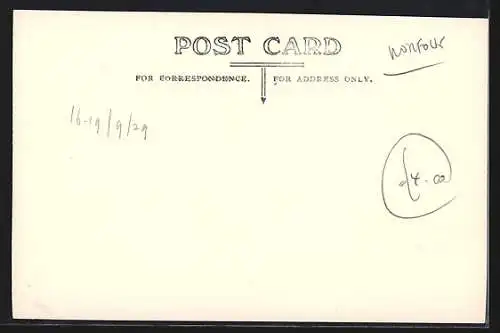 POST CARD
NORFOLK
FOR CORRESPONDENCE. FOR ADDRESS ONLY.
16-19/9/29
£4-00